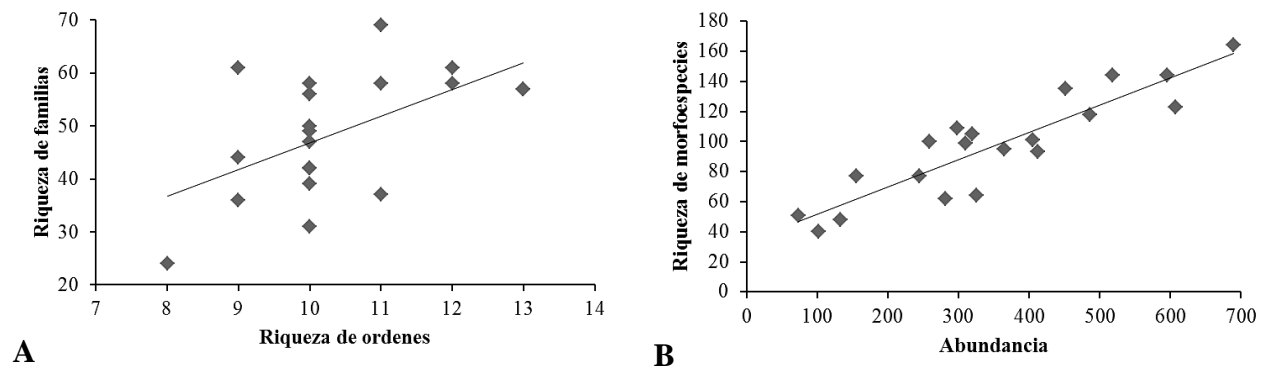 70
60
50
40
30
20
7 8 9 10 11 12 13 14
Riqueza de familias
Riqueza de ordenes
A
180
160
140
120
100
80
60
40
20
0
0 100 200 300 400 500 600 700
Riqueza de morfoespecies
Abundancia
B